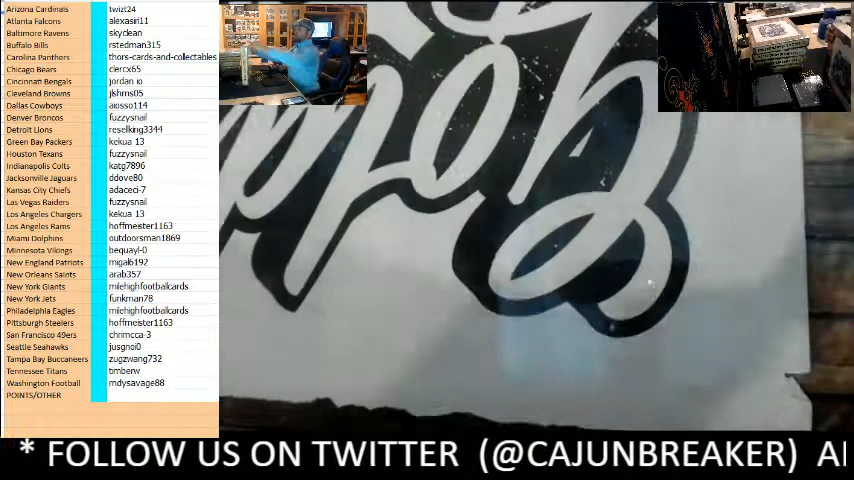 Arizona Cardinals twizt24
Atlanta Falcons alexasiri11
Baltimore Ravens skydean
Buffalo Bills rstedman315
Carolina Panthers thors-cards-and-collectables
Chicago Bears clercx65
Cincinnati Bengals jordan io
Cleveland Browns jlshrns05
Dallas Cowboys aiosso114
Denver Broncos fuzzysnail
Detroit Lions reselking3344
Green Bay Packers kekua 13
Houston Texans fuzzysnail
Indianapolis Colts katg7896
Jacksonville Jaguars ddove80
Kansas City Chiefs adaceci-7
Las Vegas Raiders fuzzysnail
Los Angeles Chargers kekua 13
Los Angeles Rams hoffmeister1163
Miami Dolphins outdoorsman1869
Minnesota Vikings bequayl-0
New England Patriots migal6192
New Orleans Saints arab357
New York Giants milehighfootballcards
New York Jets funkman78
Philadelphia Eagles milehighfootballcards
Pittsburgh Steelers hoffmeister1163
San Francisco 49ers chrimcca-3
Seattle Seahawks jusgnoi0
Tampa Bay Buccaneers zugzwang732
Tennessee Titans timberw
Washington Football mdysavage88
POINTS/OTHER
* FOLLOW US ON TWITTER (@CAJUNBREAKER)